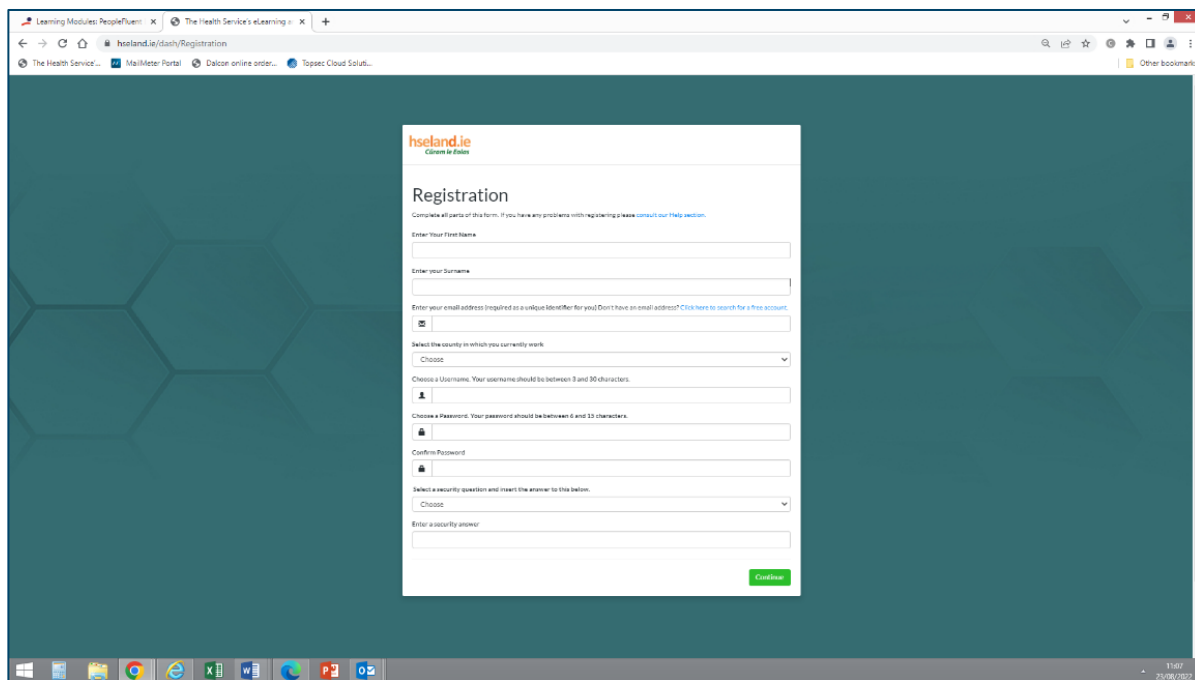 Learning Modules: PeopleFluent
The Health Service's eLearning a
hseland.ie/dash/Registration
The Health Service'...
MailMeter Portal
Dalcon online order...
Topsec Cloud Soluti...
Other bookmarks
hseland.ie
Cúram le Eolas
Registration
Complete all parts of this form. If you have any problems with registering please consult our Help section.
Enter Your First Name
Enter your Surname
Enter your email address (required as a unique identifier for you) Don't have an email address? Click here to search for a free account.
Select the county in which you currently work
Choose
Choose a Username. Your username should be between 3 and 30 characters.
Choose a Password. Your password should be between 6 and 15 characters.
Confirm Password
Select a security question and insert the answer to this below.
Choose
Enter a security answer
Continue
11:07
23/08/2022